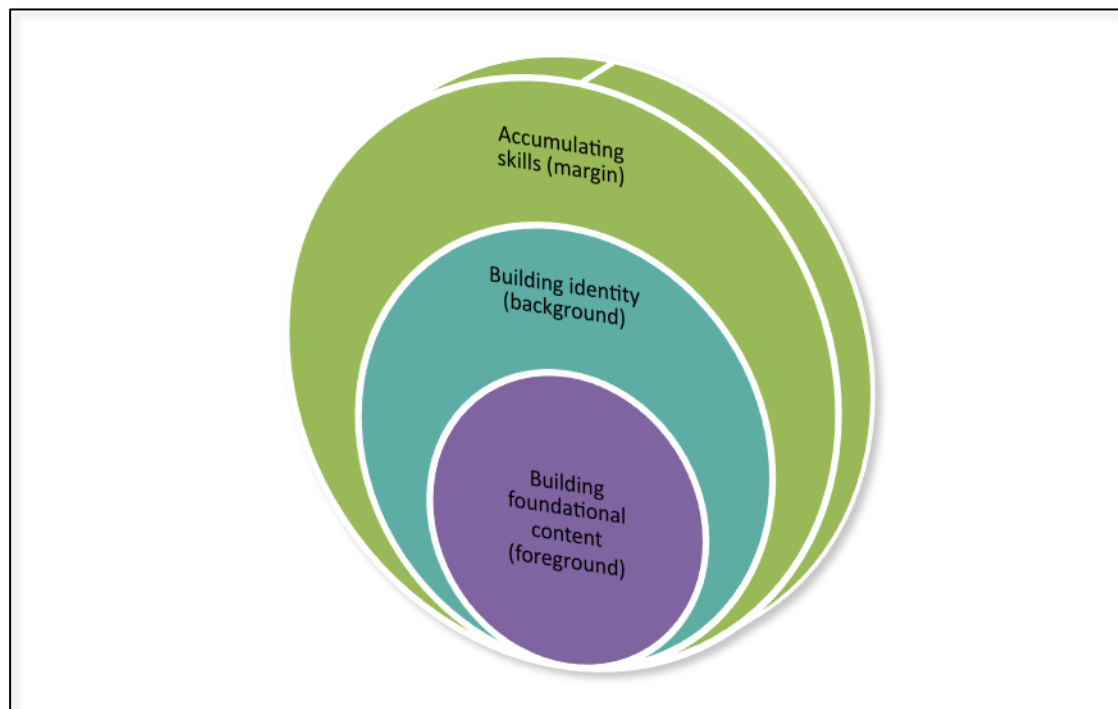 Accumulating
skills (margin)
Building identity
(background)
Building
foundational
content
(foreground)